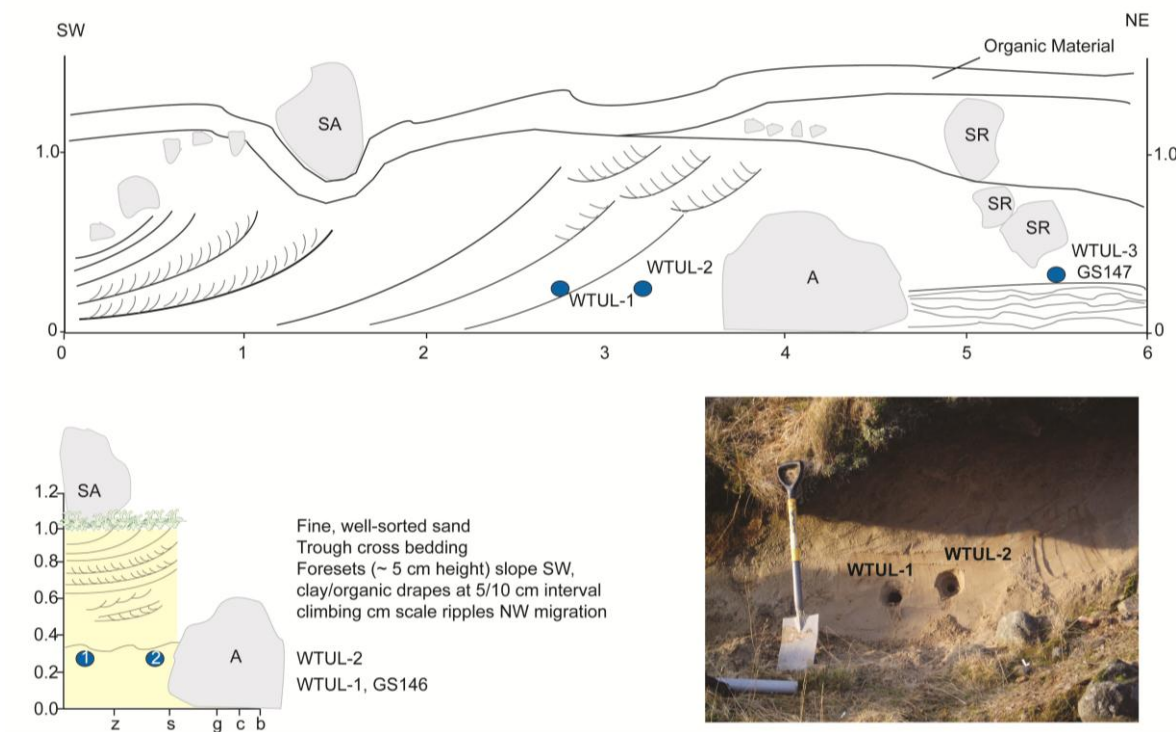 SW
NE
Organic Material
SA
SR
1.0
1.0
SR
SR
WTUL-3
GS147
WTUL-2
WTUL-1
A
0
0
0 1 2 3 4 5 6
SA
1.2
1.0
0.8
0.6
0.4
0.2
0.0
1 2
A
z s g c b
Fine, well-sorted sand
Trough cross bedding
Foresets (~ 5 cm height) slope SW,
clay/organic drapes at 5/10 cm interval
climbing cm scale ripples NW migration
WTUL-2
WTUL-1, GS146
WTUL-1
WTUL-2